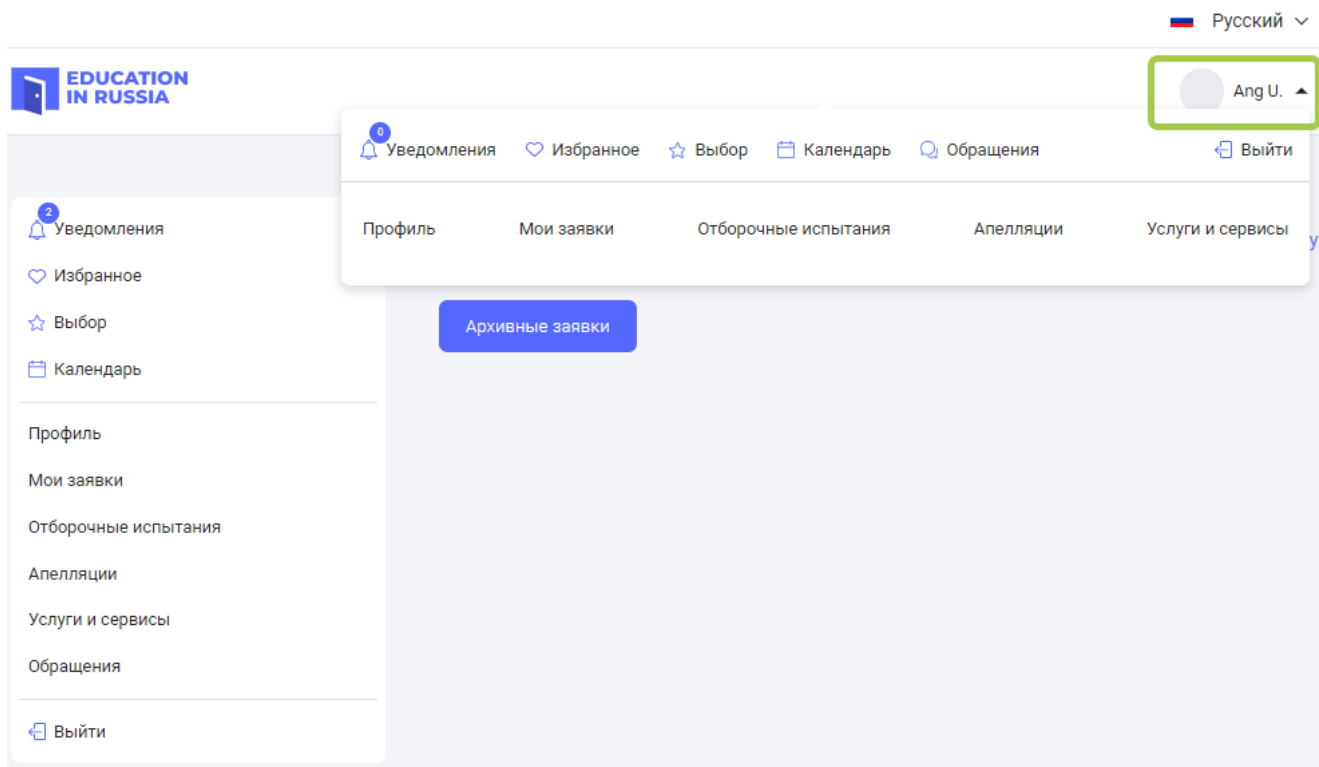 Русский
EDUCATION
IN RUSSIA
Ang U.
0
Уведомления Избранное Выбор Календарь Обращения Выйти
Профиль Мои заявки Отборочные испытания Апелляции Услуги и сервисы
у
Архивные заявки
2
Уведомления
Избранное
Выбор
Календарь
Профиль
Мои заявки
Отборочные испытания
Апелляции
Услуги и сервисы
Обращения
Выйти